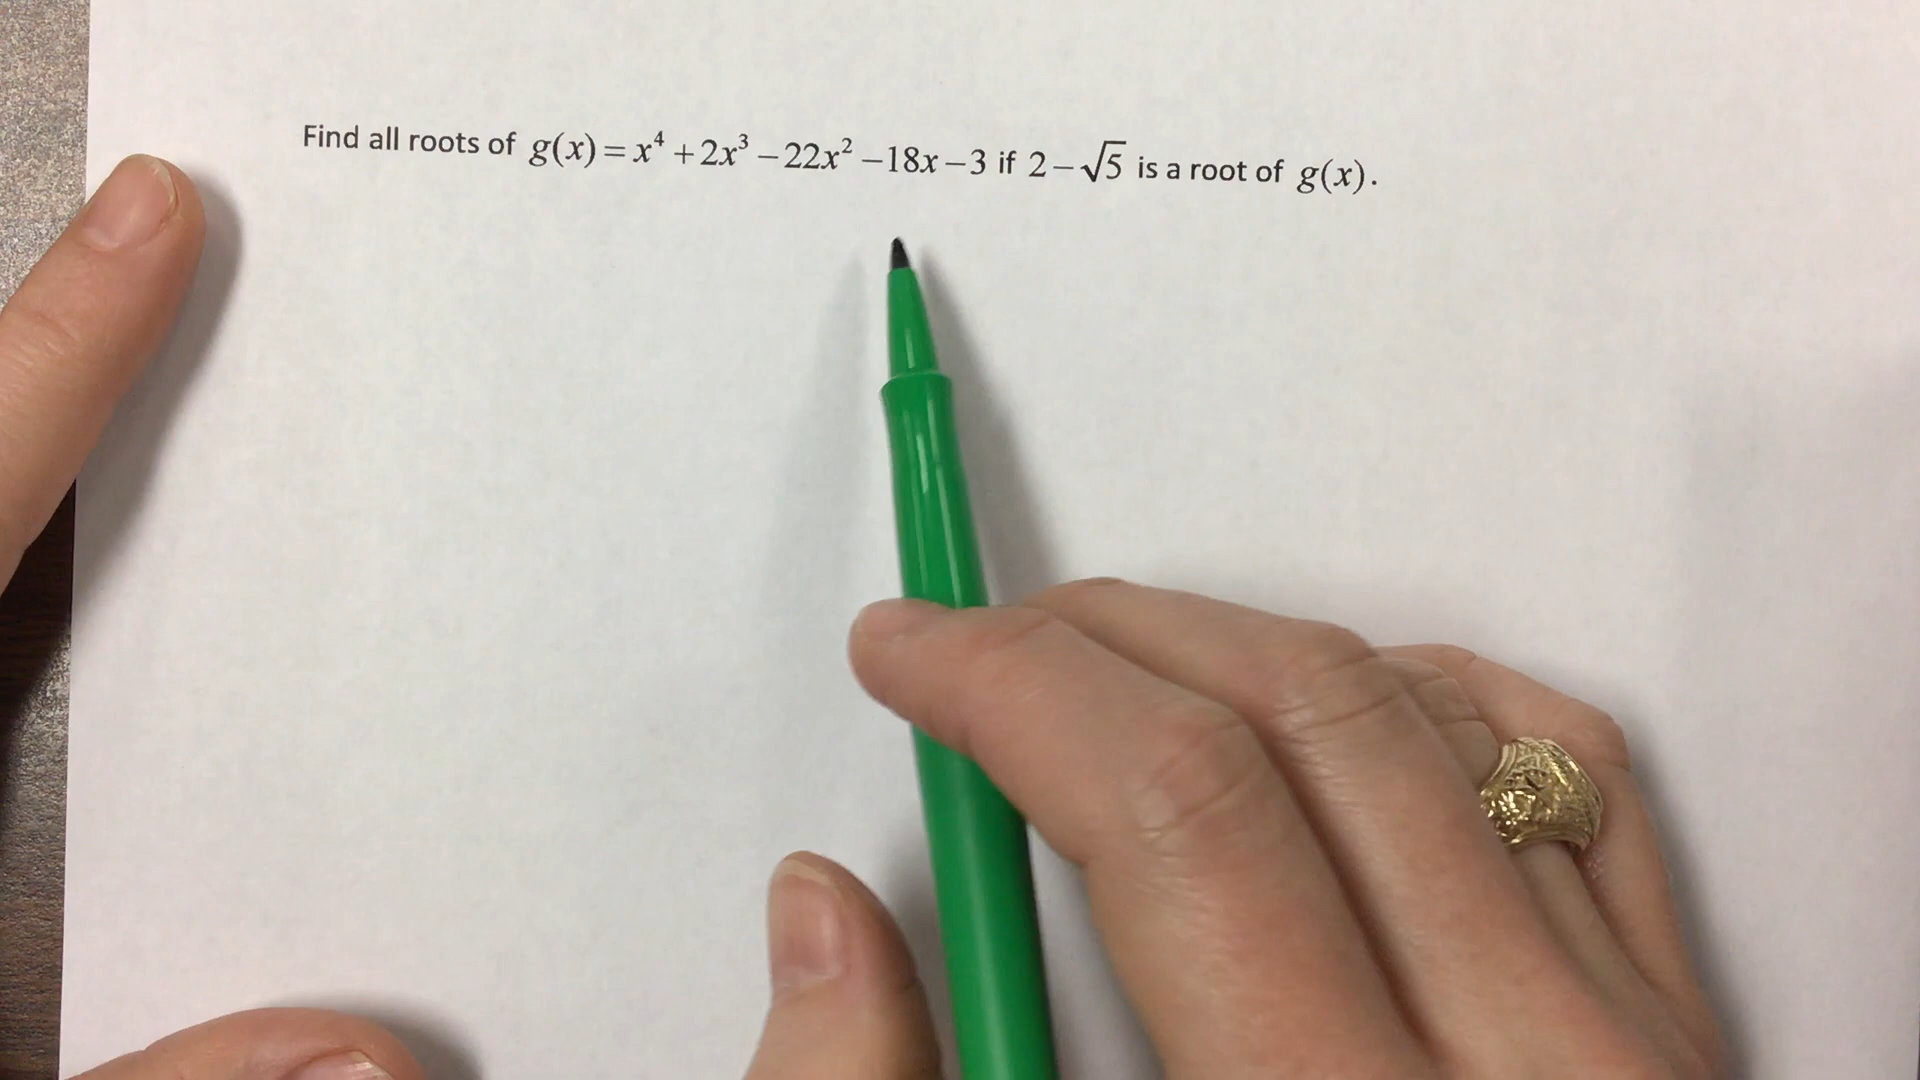 Find all roots of g(x) = x⁴ + 2x³ − 22x² − 18x − 3 if 2 − √5 is a root of g(x).